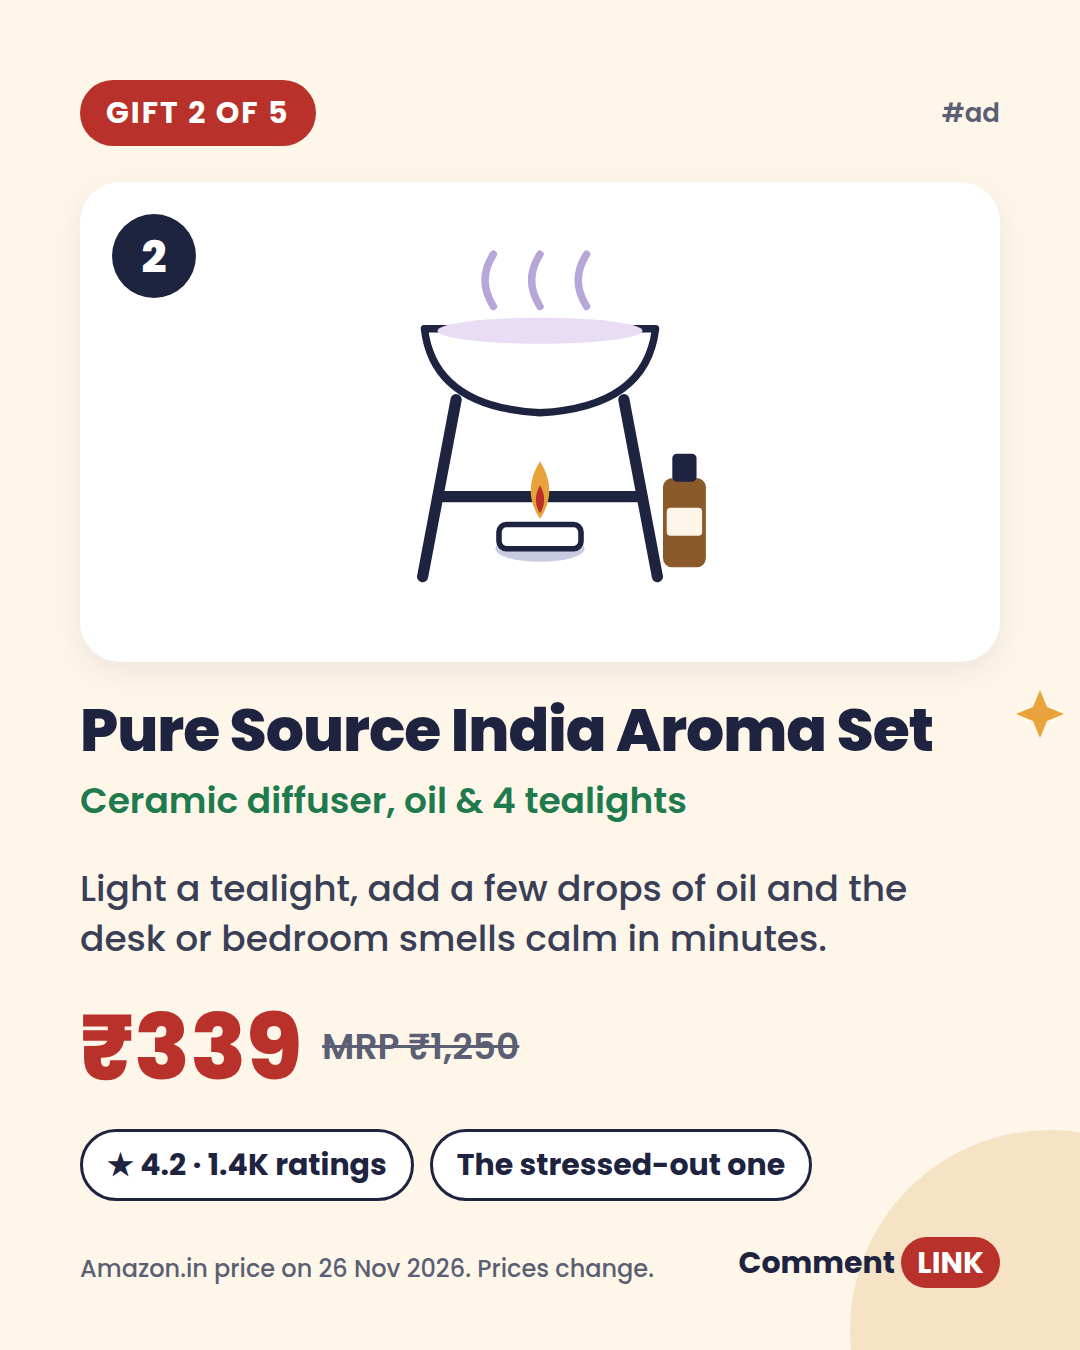 GIFT 2 OF 5
#ad
2
Pure Source India Aroma Set
Ceramic diffuser, oil & 4 tealights
Light a tealight, add a few drops of oil and the
desk or bedroom smells calm in minutes.
₹339 MRP ₹1,250
★ 4.2 · 1.4K ratings
The stressed-out one
Amazon.in price on 26 Nov 2026. Prices change.
Comment LINK